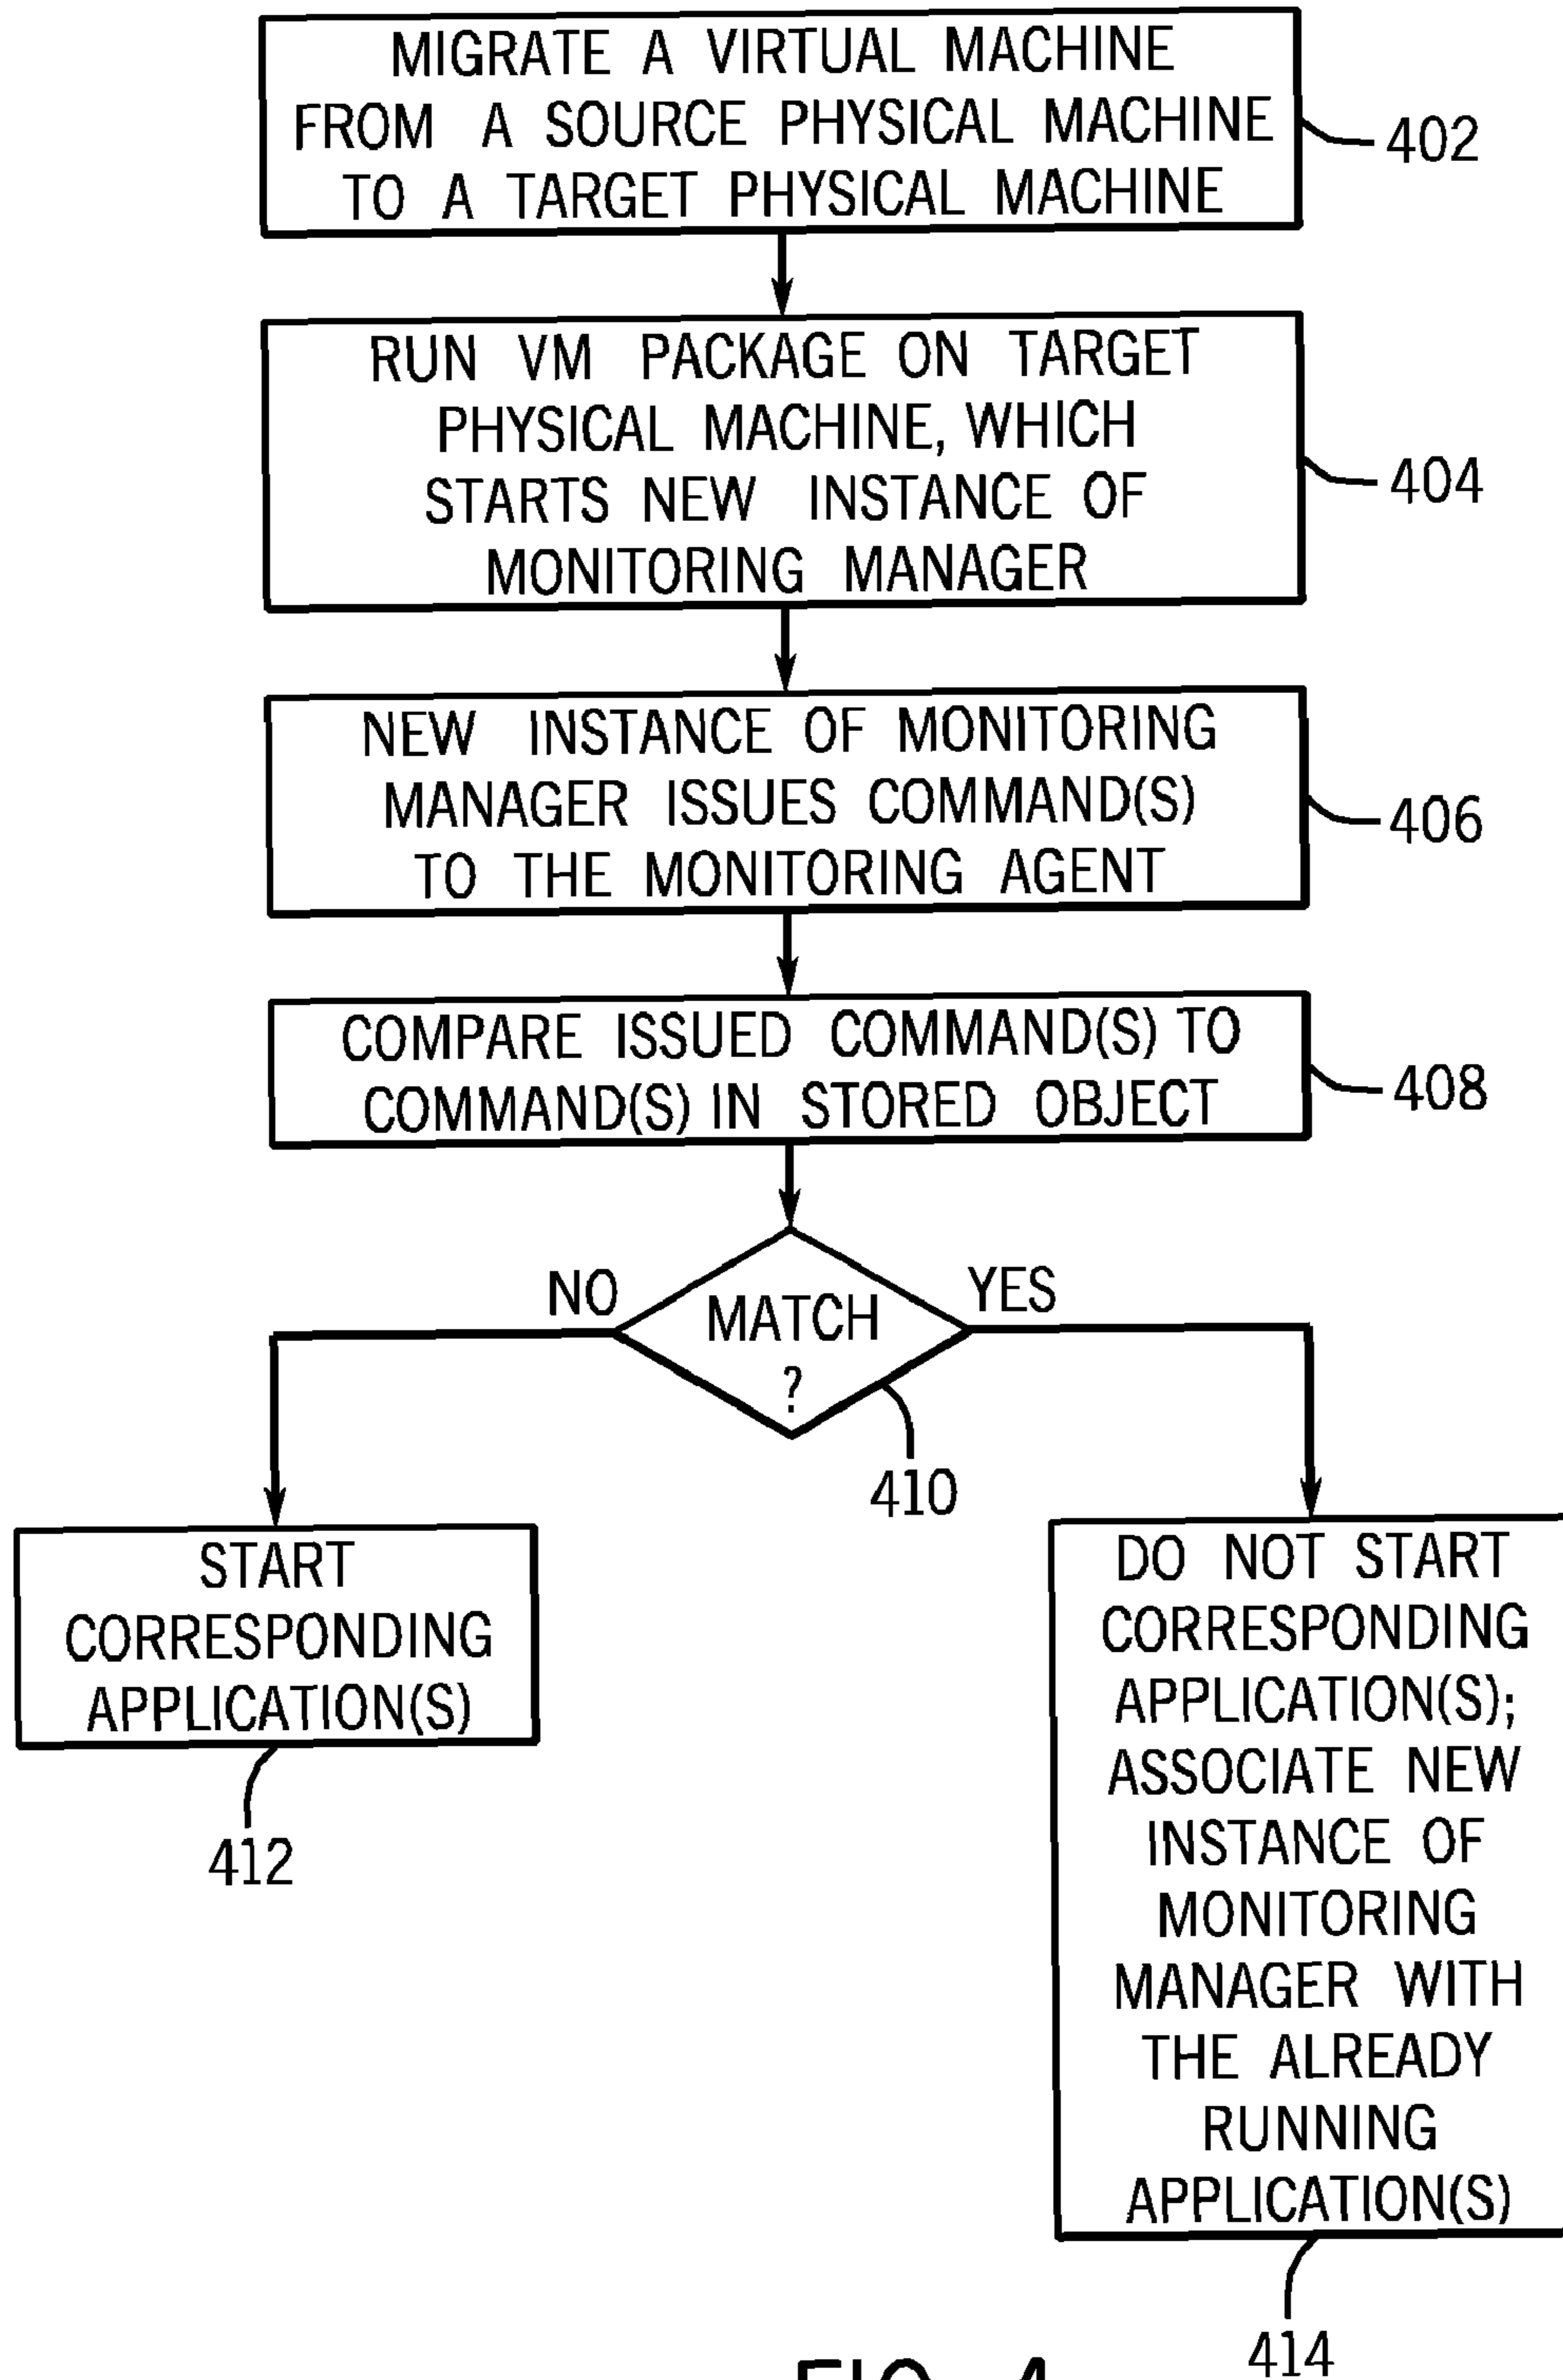 MIGRATE A VIRTUAL MACHINE
FROM A SOURCE PHYSICAL MACHINE
TO A TARGET PHYSICAL MACHINE
402
RUN VM PACKAGE ON TARGET
PHYSICAL MACHINE, WHICH
STARTS NEW INSTANCE OF
MONITORING MANAGER
404
NEW INSTANCE OF MONITORING
MANAGER ISSUES COMMAND(S)
TO THE MONITORING AGENT
406
COMPARE ISSUED COMMAND(S) TO
COMMAND(S) IN STORED OBJECT
408
NO
YES
MATCH
?
410
START
CORRESPONDING
APPLICATION(S)
412
DO NOT START
CORRESPONDING
APPLICATION(S);
ASSOCIATE NEW
INSTANCE OF
MONITORING
MANAGER WITH
THE ALREADY
RUNNING
APPLICATION(S)
414